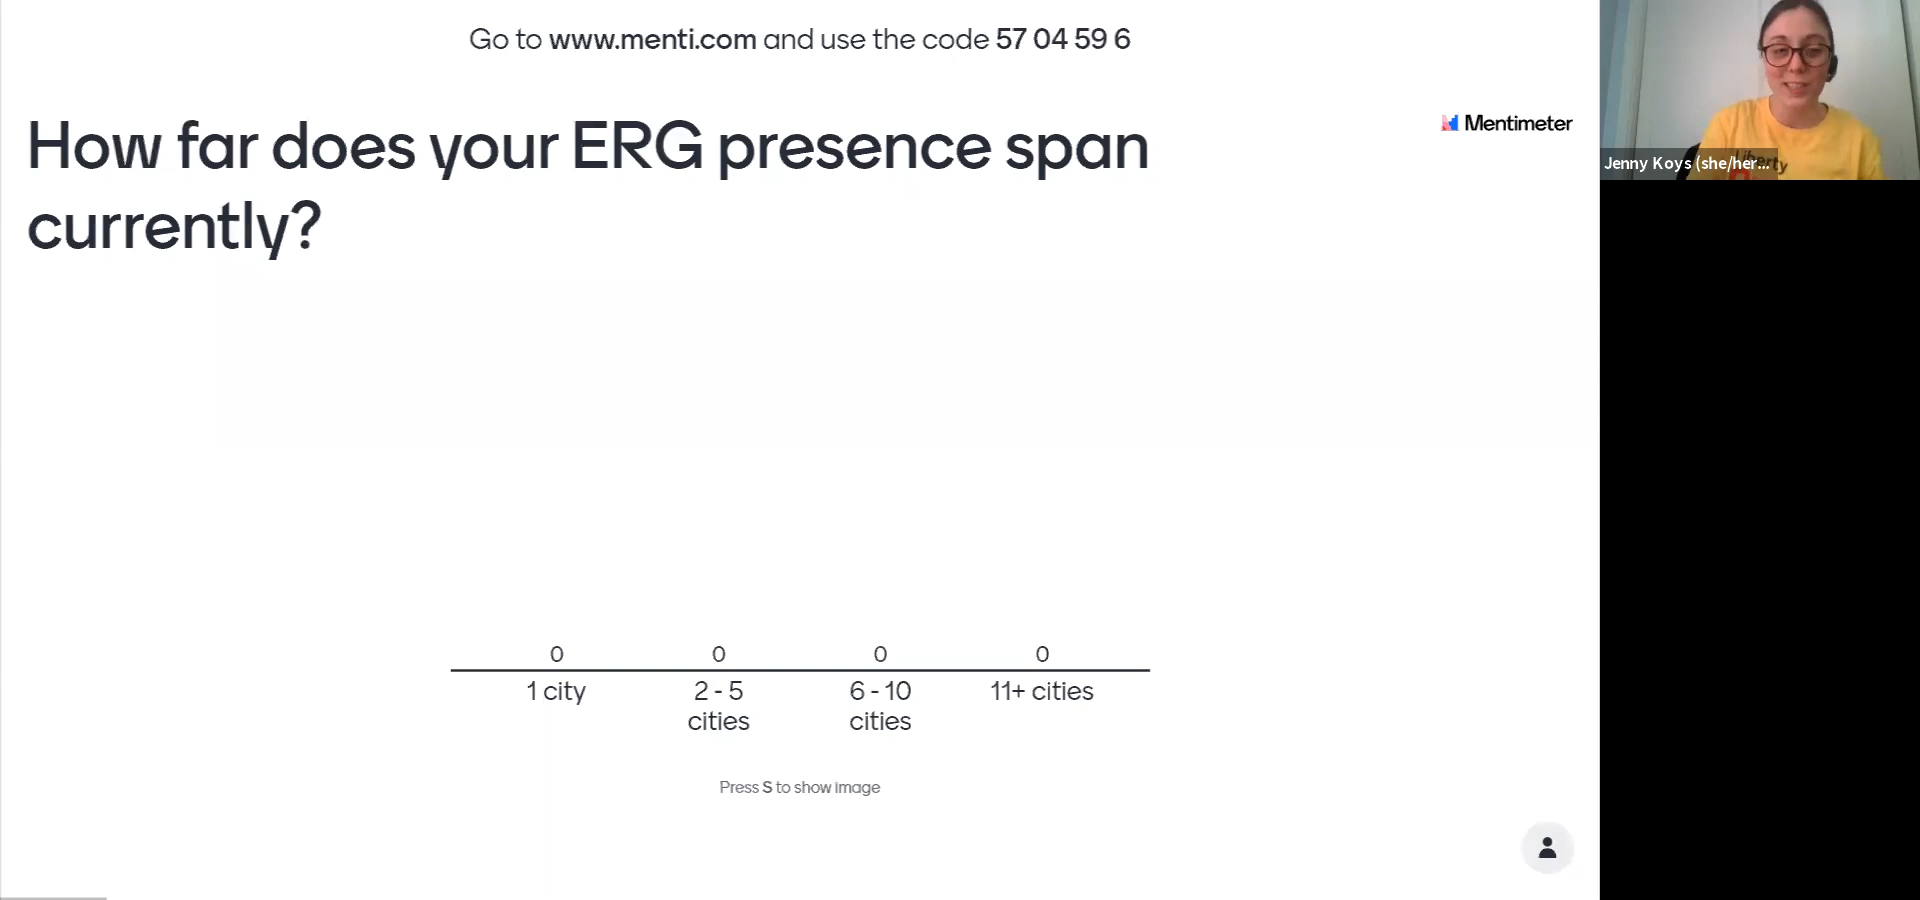 Go to www.menti.com and use the code 57 04 59 6
How far does your ERG presence span
currently?
Mentimeter
Jenny Koys (she/her...
Liberty
0 0 0 0
1 city 2 - 5 6 - 10 11+ cities
cities cities
Press S to show image